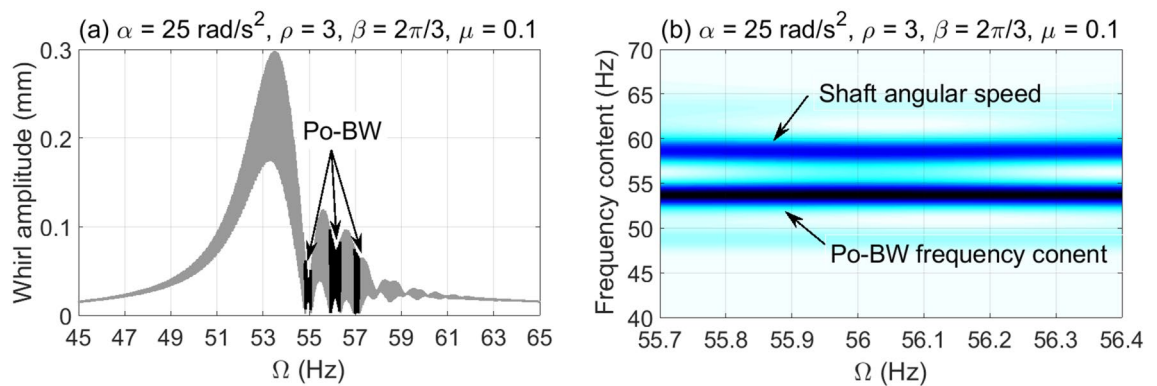 (a) α = 25 rad/s², ρ = 3, β = 2π/3, μ = 0.1
Whirl amplitude (mm)
0.3
0.2
0.1
0
Po-BW
45 47 49 51 53 55 57 59 61 63 65
Ω (Hz)
(b) α = 25 rad/s², ρ = 3, β = 2π/3, μ = 0.1
Frequency content (Hz)
70
65
60
55
50
45
40
Shaft angular speed
Po-BW frequency conent
55.7 55.8 55.9 56 56.1 56.2 56.3 56.4
Ω (Hz)